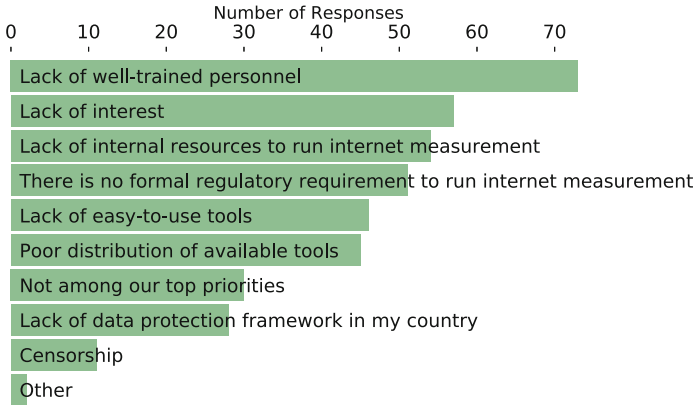 Number of Responses
0 10 20 30 40 50 60 70
Lack of well-trained personnel
Lack of interest
Lack of internal resources to run internet measurement
There is no formal regulatory requirement to run internet measurement
Lack of easy-to-use tools
Poor distribution of available tools
Not among our top priorities
Lack of data protection framework in my country
Censorship
Other